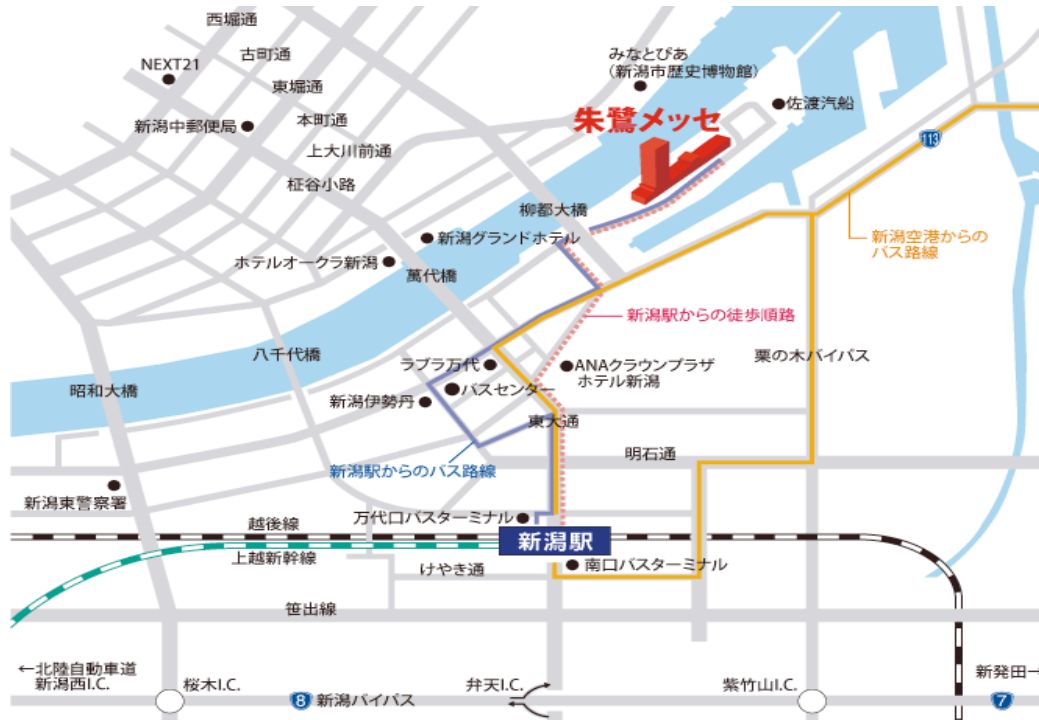 西堀通
古町通
NEXT21
東堀通
新潟中郵便局
本町通
上大川前通
柾谷小路
みなとぴあ
(新潟市歴史博物館)
佐渡汽船
朱鷺メッセ
113
柳都大橋
新潟グランドホテル
ホテルオークラ新潟
萬代橋
新潟空港からの
バス路線
新潟駅からの徒歩順路
八千代橋
昭和大橋
ラブラ万代
バスセンター
新潟伊勢丹
ANAクラウンプラザ
ホテル新潟
栗の木バイパス
東大通
明石通
新潟駅からのバス路線
新潟東警察署
万代口バスターミナル
越後線
新潟駅
上越新幹線
けやき通
南口バスターミナル
笹出線
←北陸自動車道
新潟西I.C.
桜木I.C.
8
新潟バイパス
弁天I.C.
紫竹山I.C.
新発田→
7